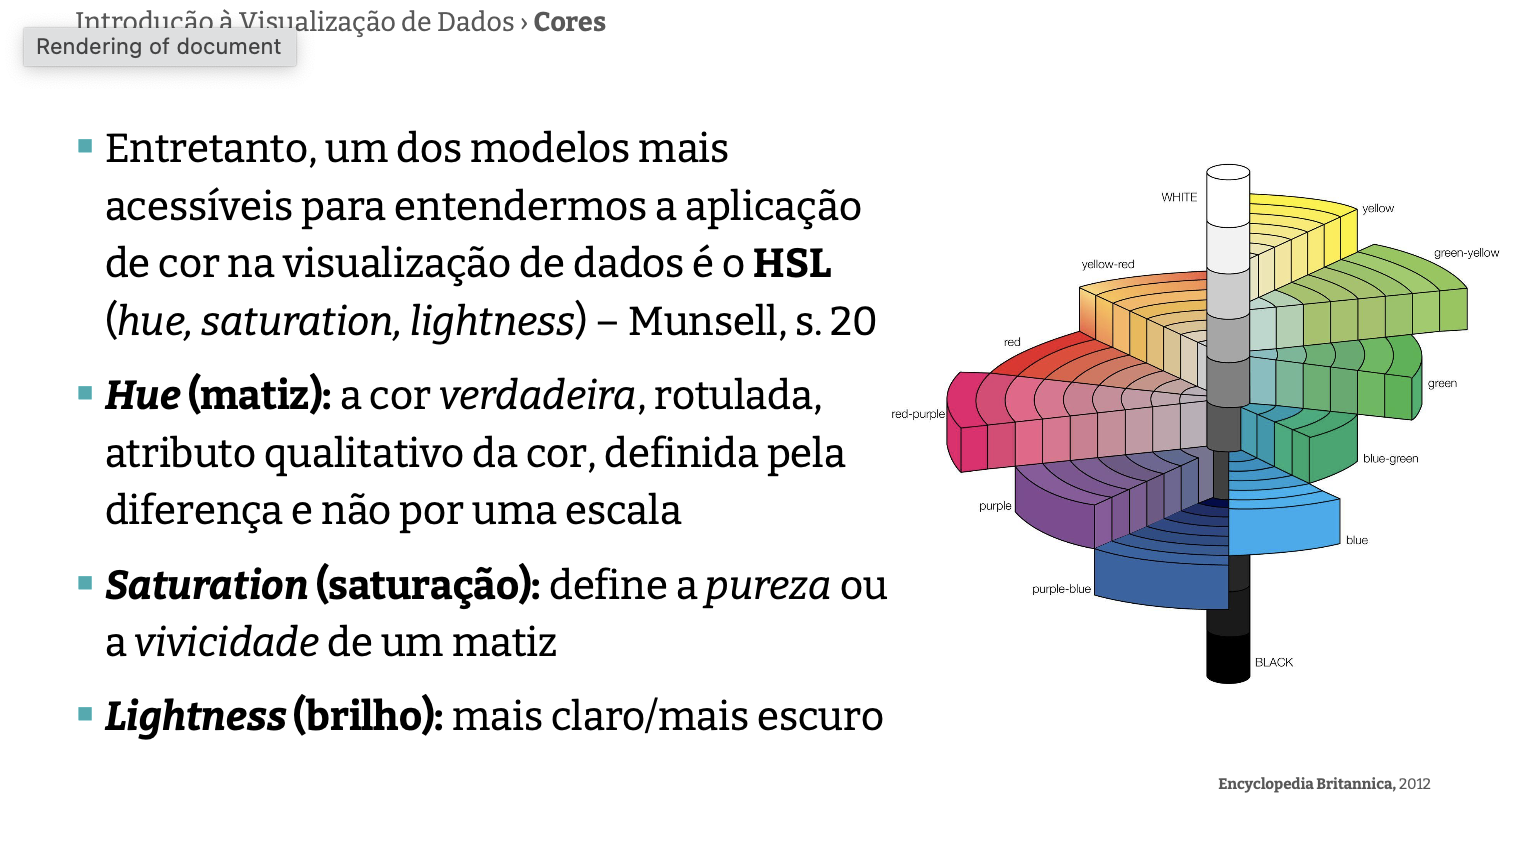 Introdução à Visualização de Dados › Cores
Rendering of document
Entretanto, um dos modelos mais
acessíveis para entendermos a aplicação
de cor na visualização de dados é o HSL
(hue, saturation, lightness) – Munsell, s. 20
Hue (matiz): a cor verdadeira, rotulada,
atributo qualitativo da cor, definida pela
diferença e não por uma escala
Saturation (saturação): define a pureza ou
a vivicidade de um matiz
Lightness (brilho): mais claro/mais escuro
WHITE
yellow
green-yellow
yellow-red
red
green
red-purple
blue-green
purple
blue
purple-blue
BLACK
Encyclopedia Britannica, 2012